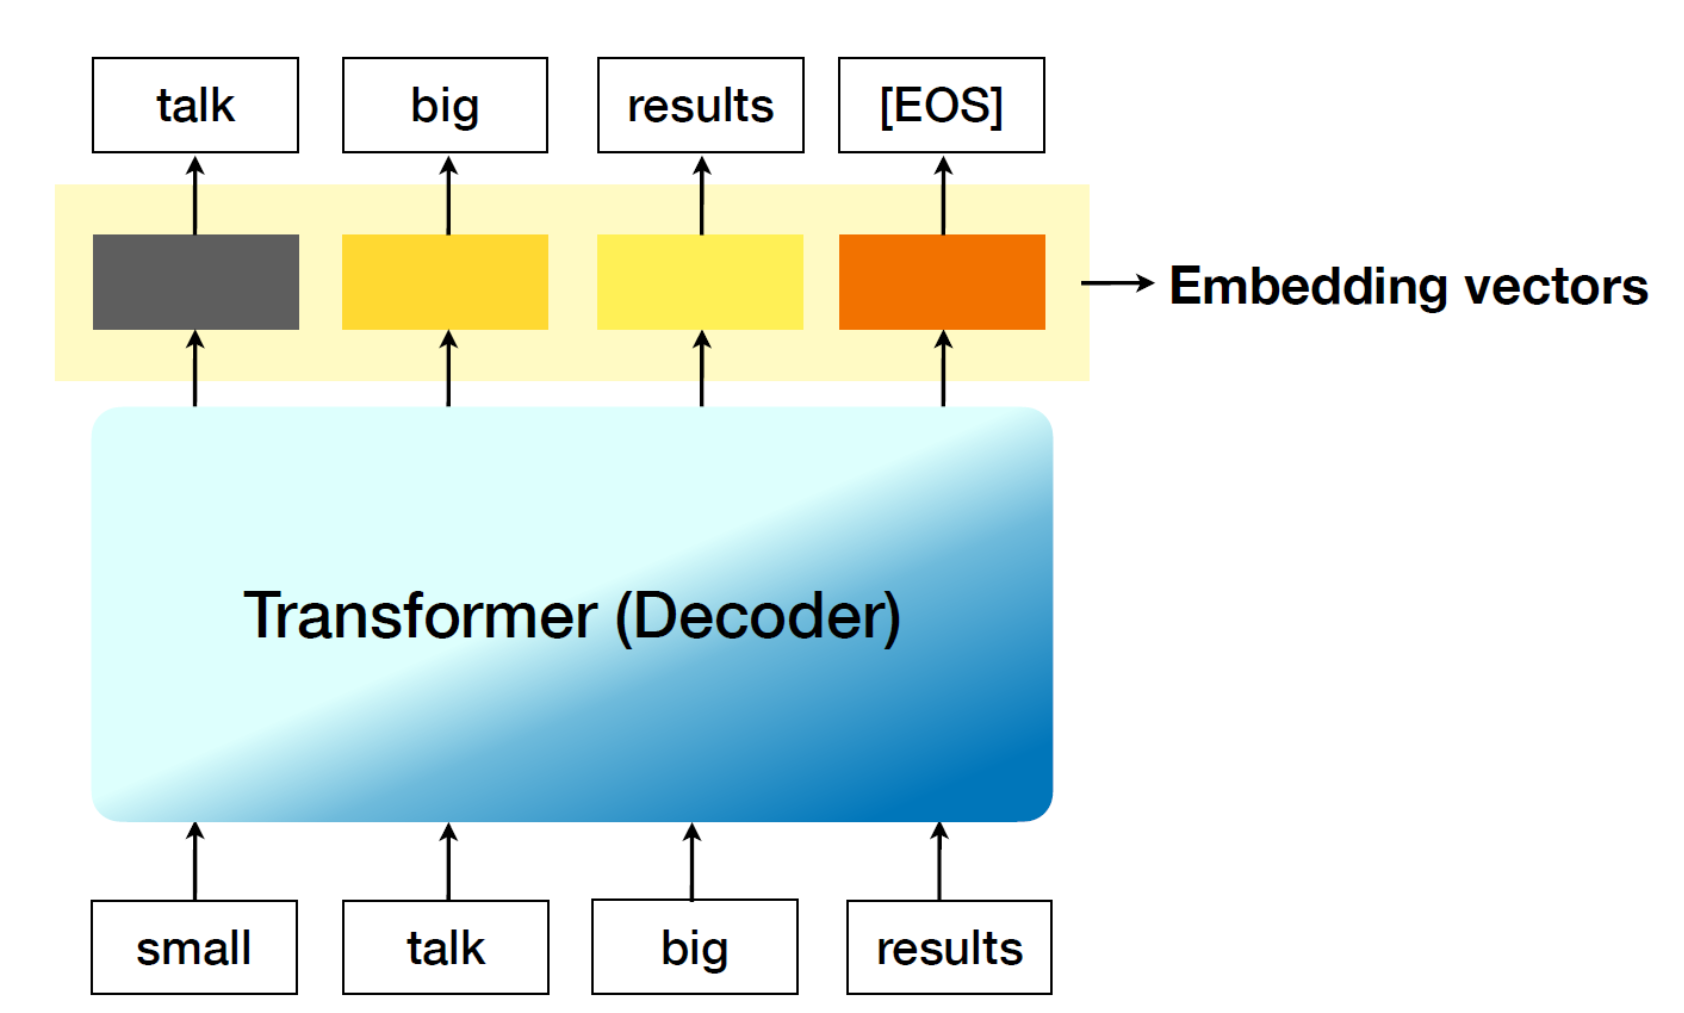 talk big results [EOS]
Embedding vectors
Transformer (Decoder)
small talk big results